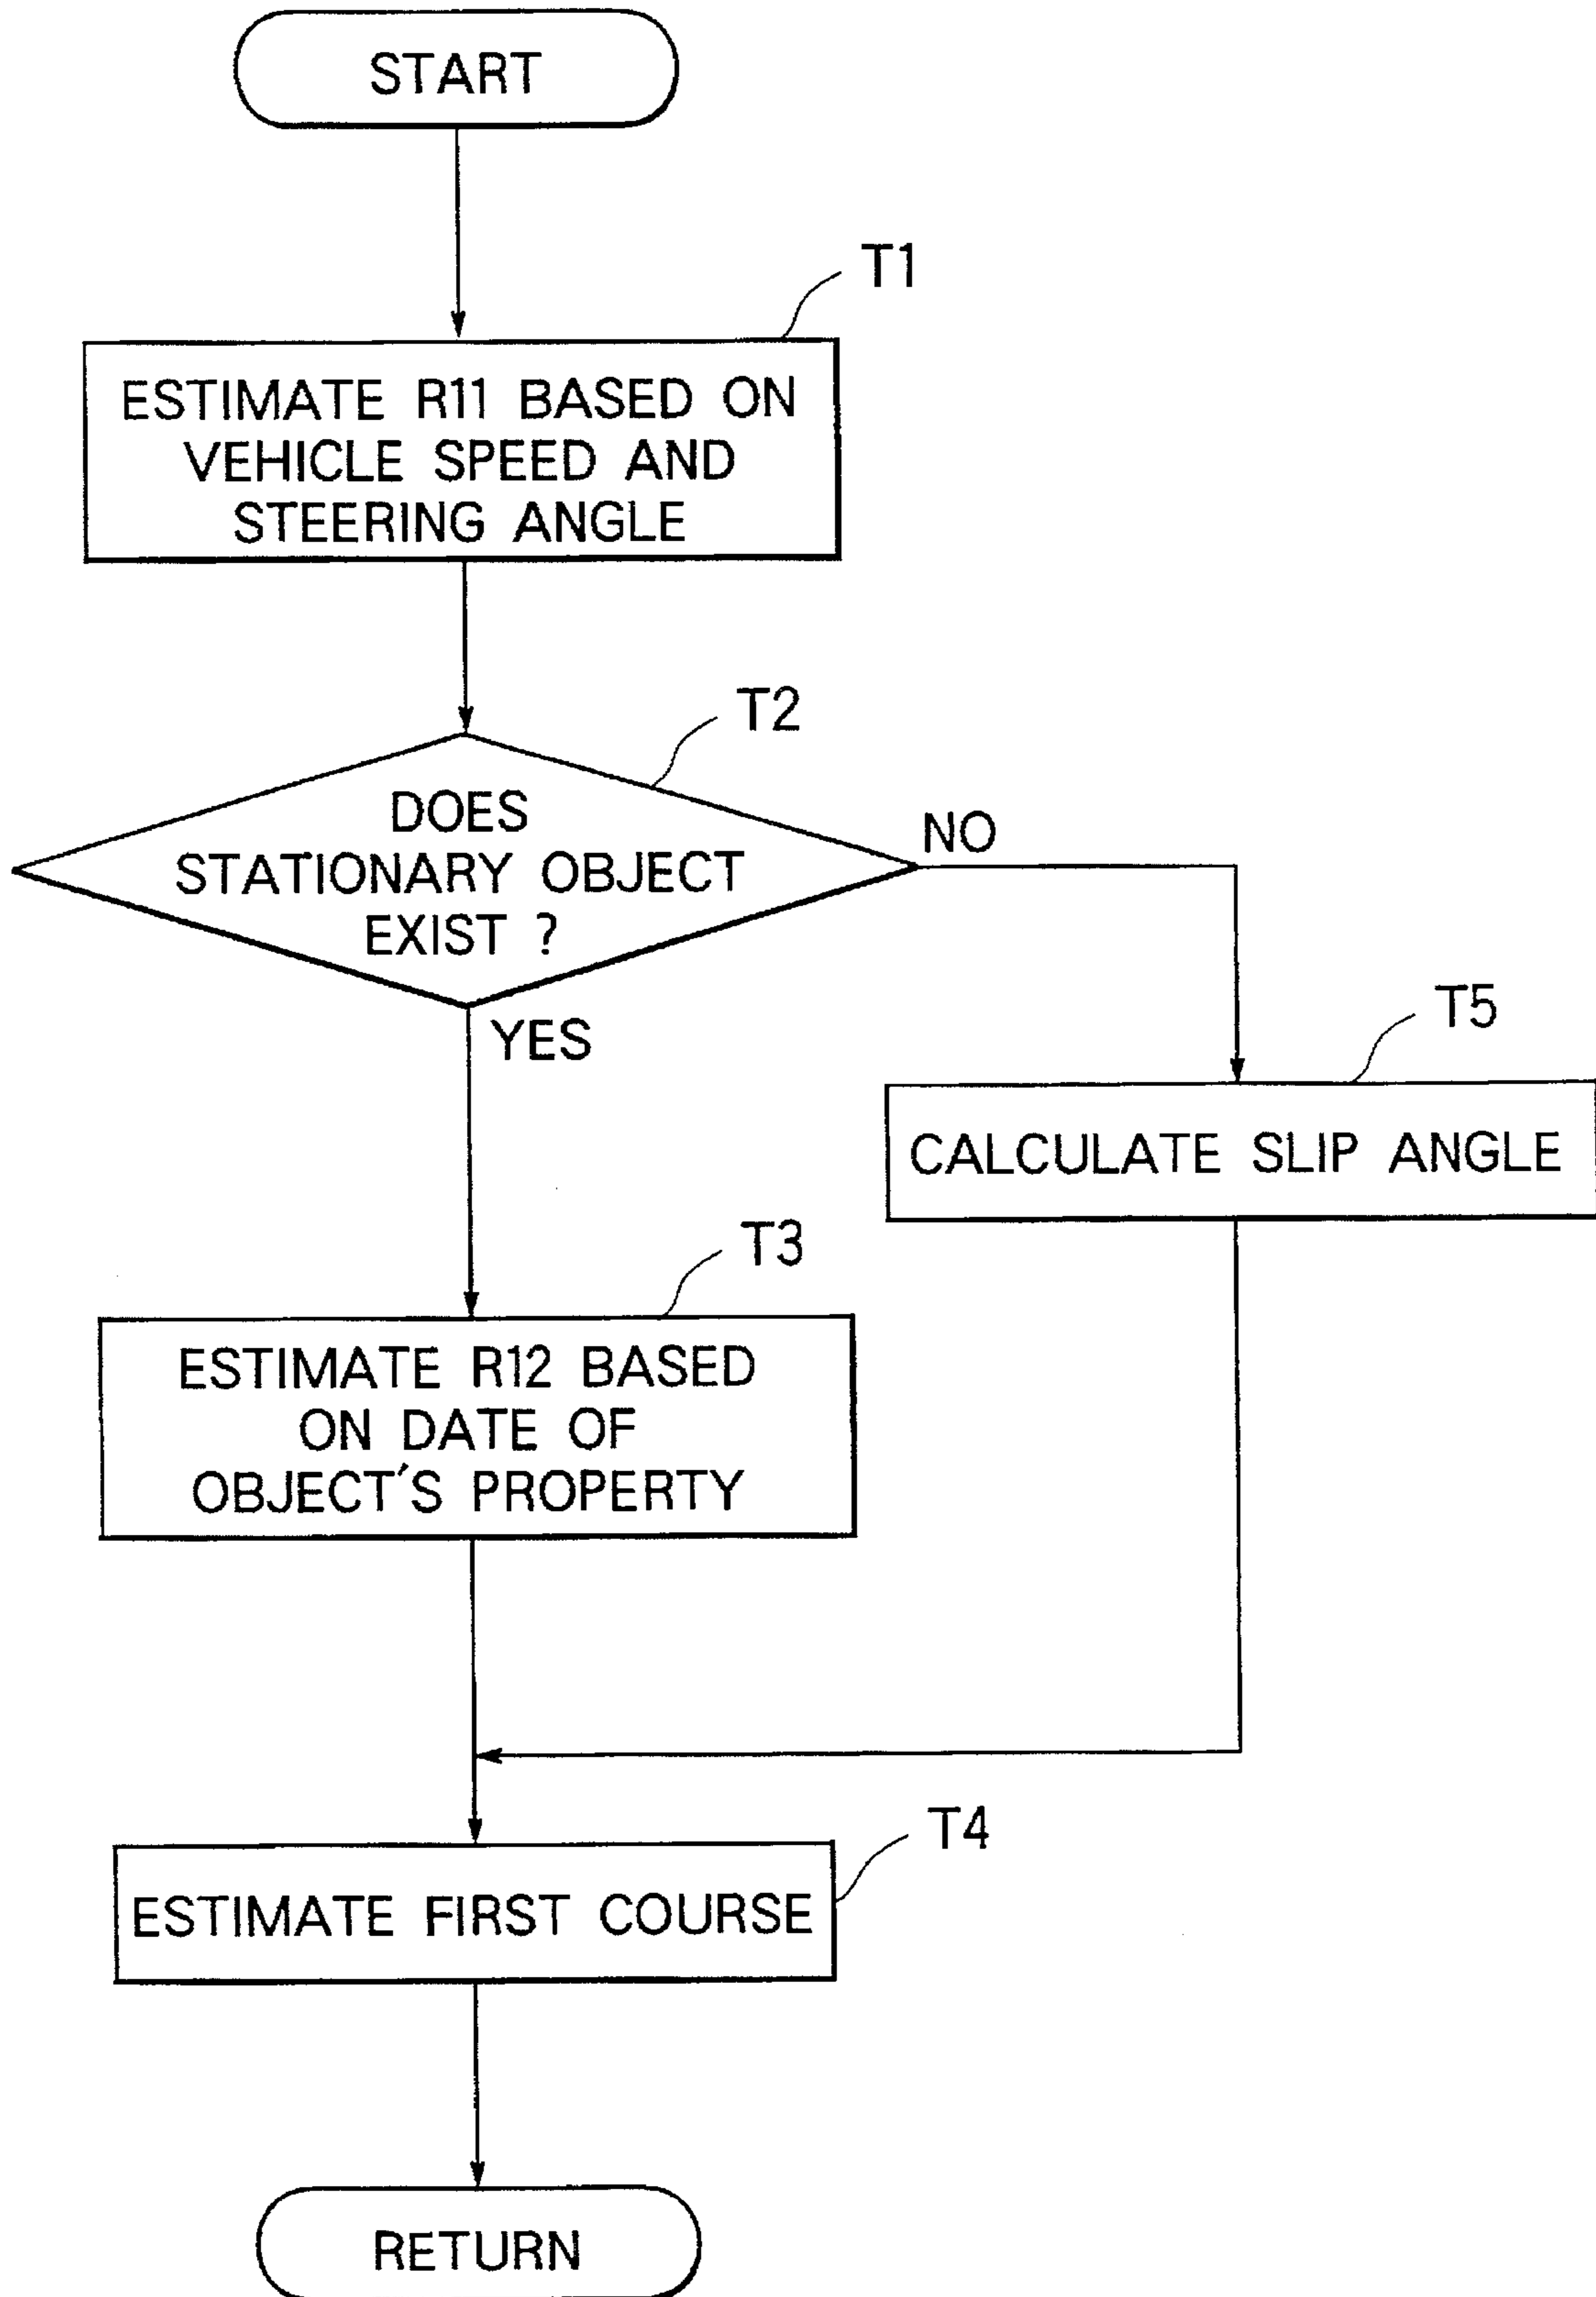 START
T1
ESTIMATE R11 BASED ON
VEHICLE SPEED AND
STEERING ANGLE
T2
DOES
STATIONARY OBJECT
EXIST ?
NO
YES
T5
CALCULATE SLIP ANGLE
T3
ESTIMATE R12 BASED
ON DATE OF
OBJECT'S PROPERTY
T4
ESTIMATE FIRST COURSE
RETURN